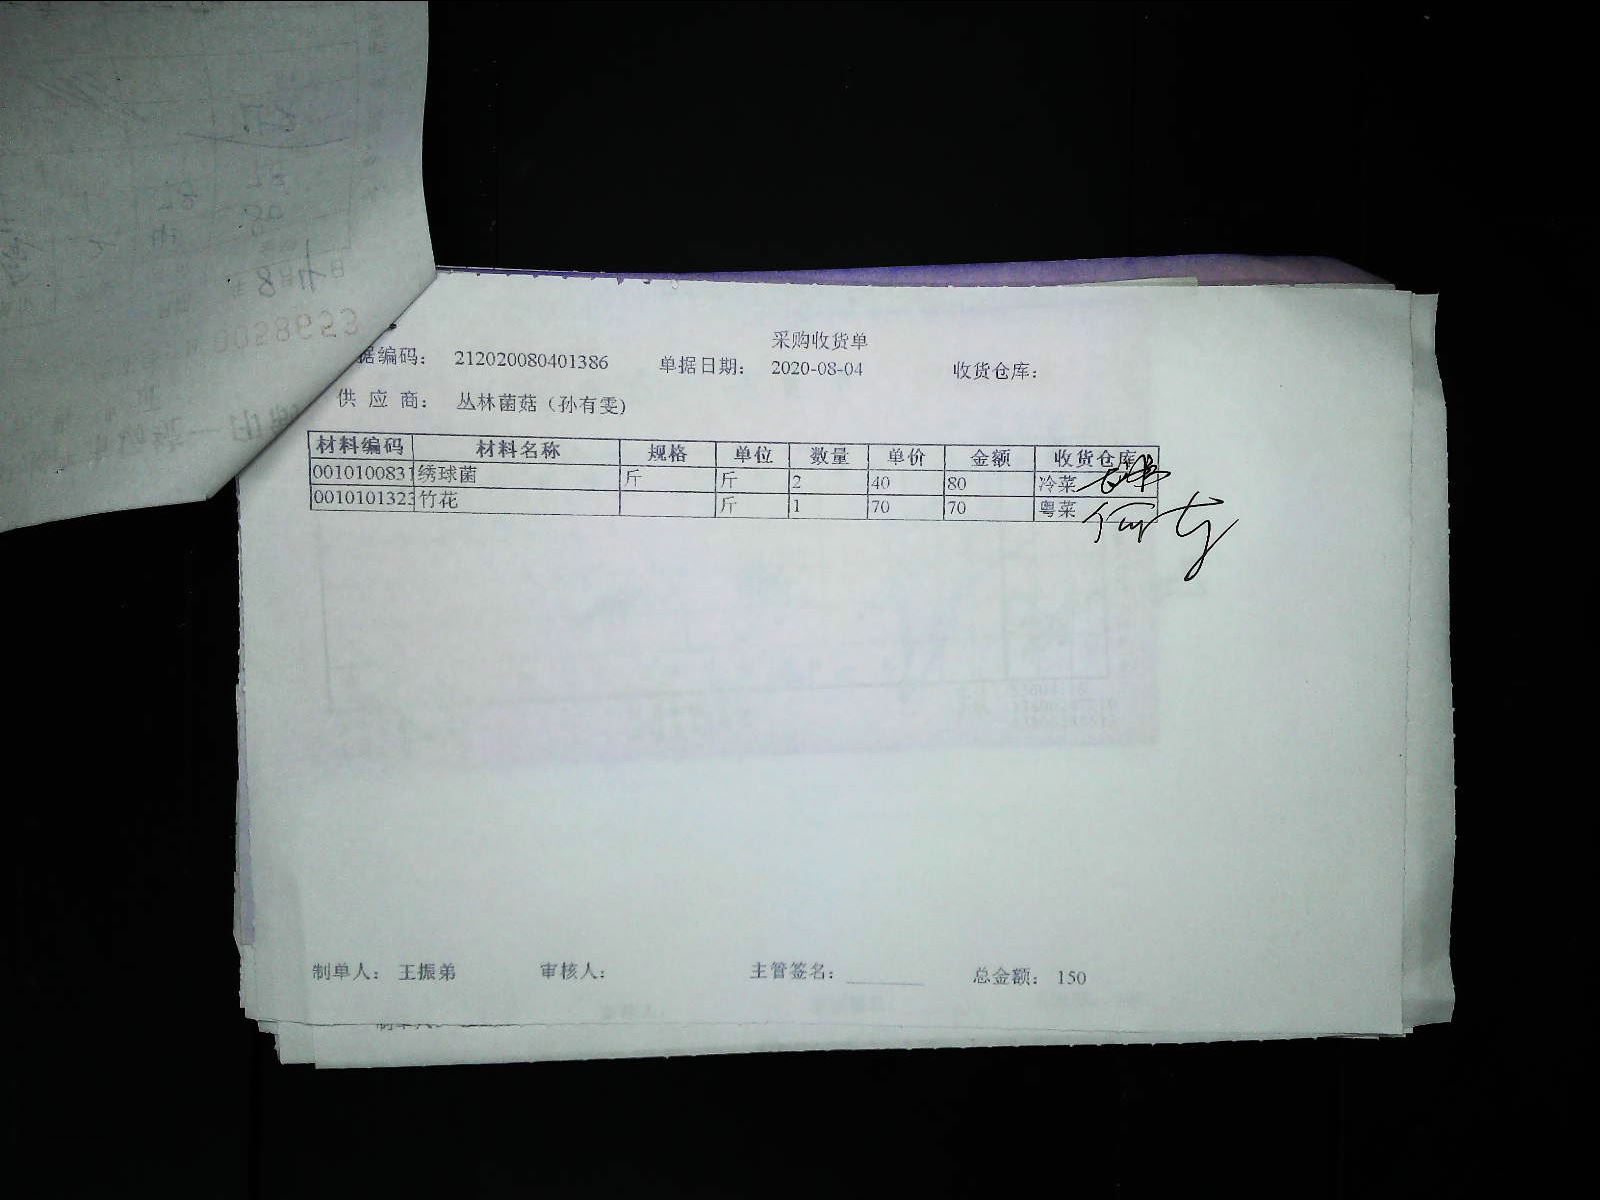 采购收货单
据编码: 212020080401386 单据日期: 2020-08-04 收货仓库:
供 应 商: 丛林菌菇(孙有雯)
材料编码 材料名称 规格 单位 数量 单价 金额 收货仓库
0010100831 绣球菌 斤 斤 2 40 80 冷菜
0010101323 竹花 斤 1 70 70 粤菜
制单人: 王振弟 审核人: 主管签名: 总金额: 150